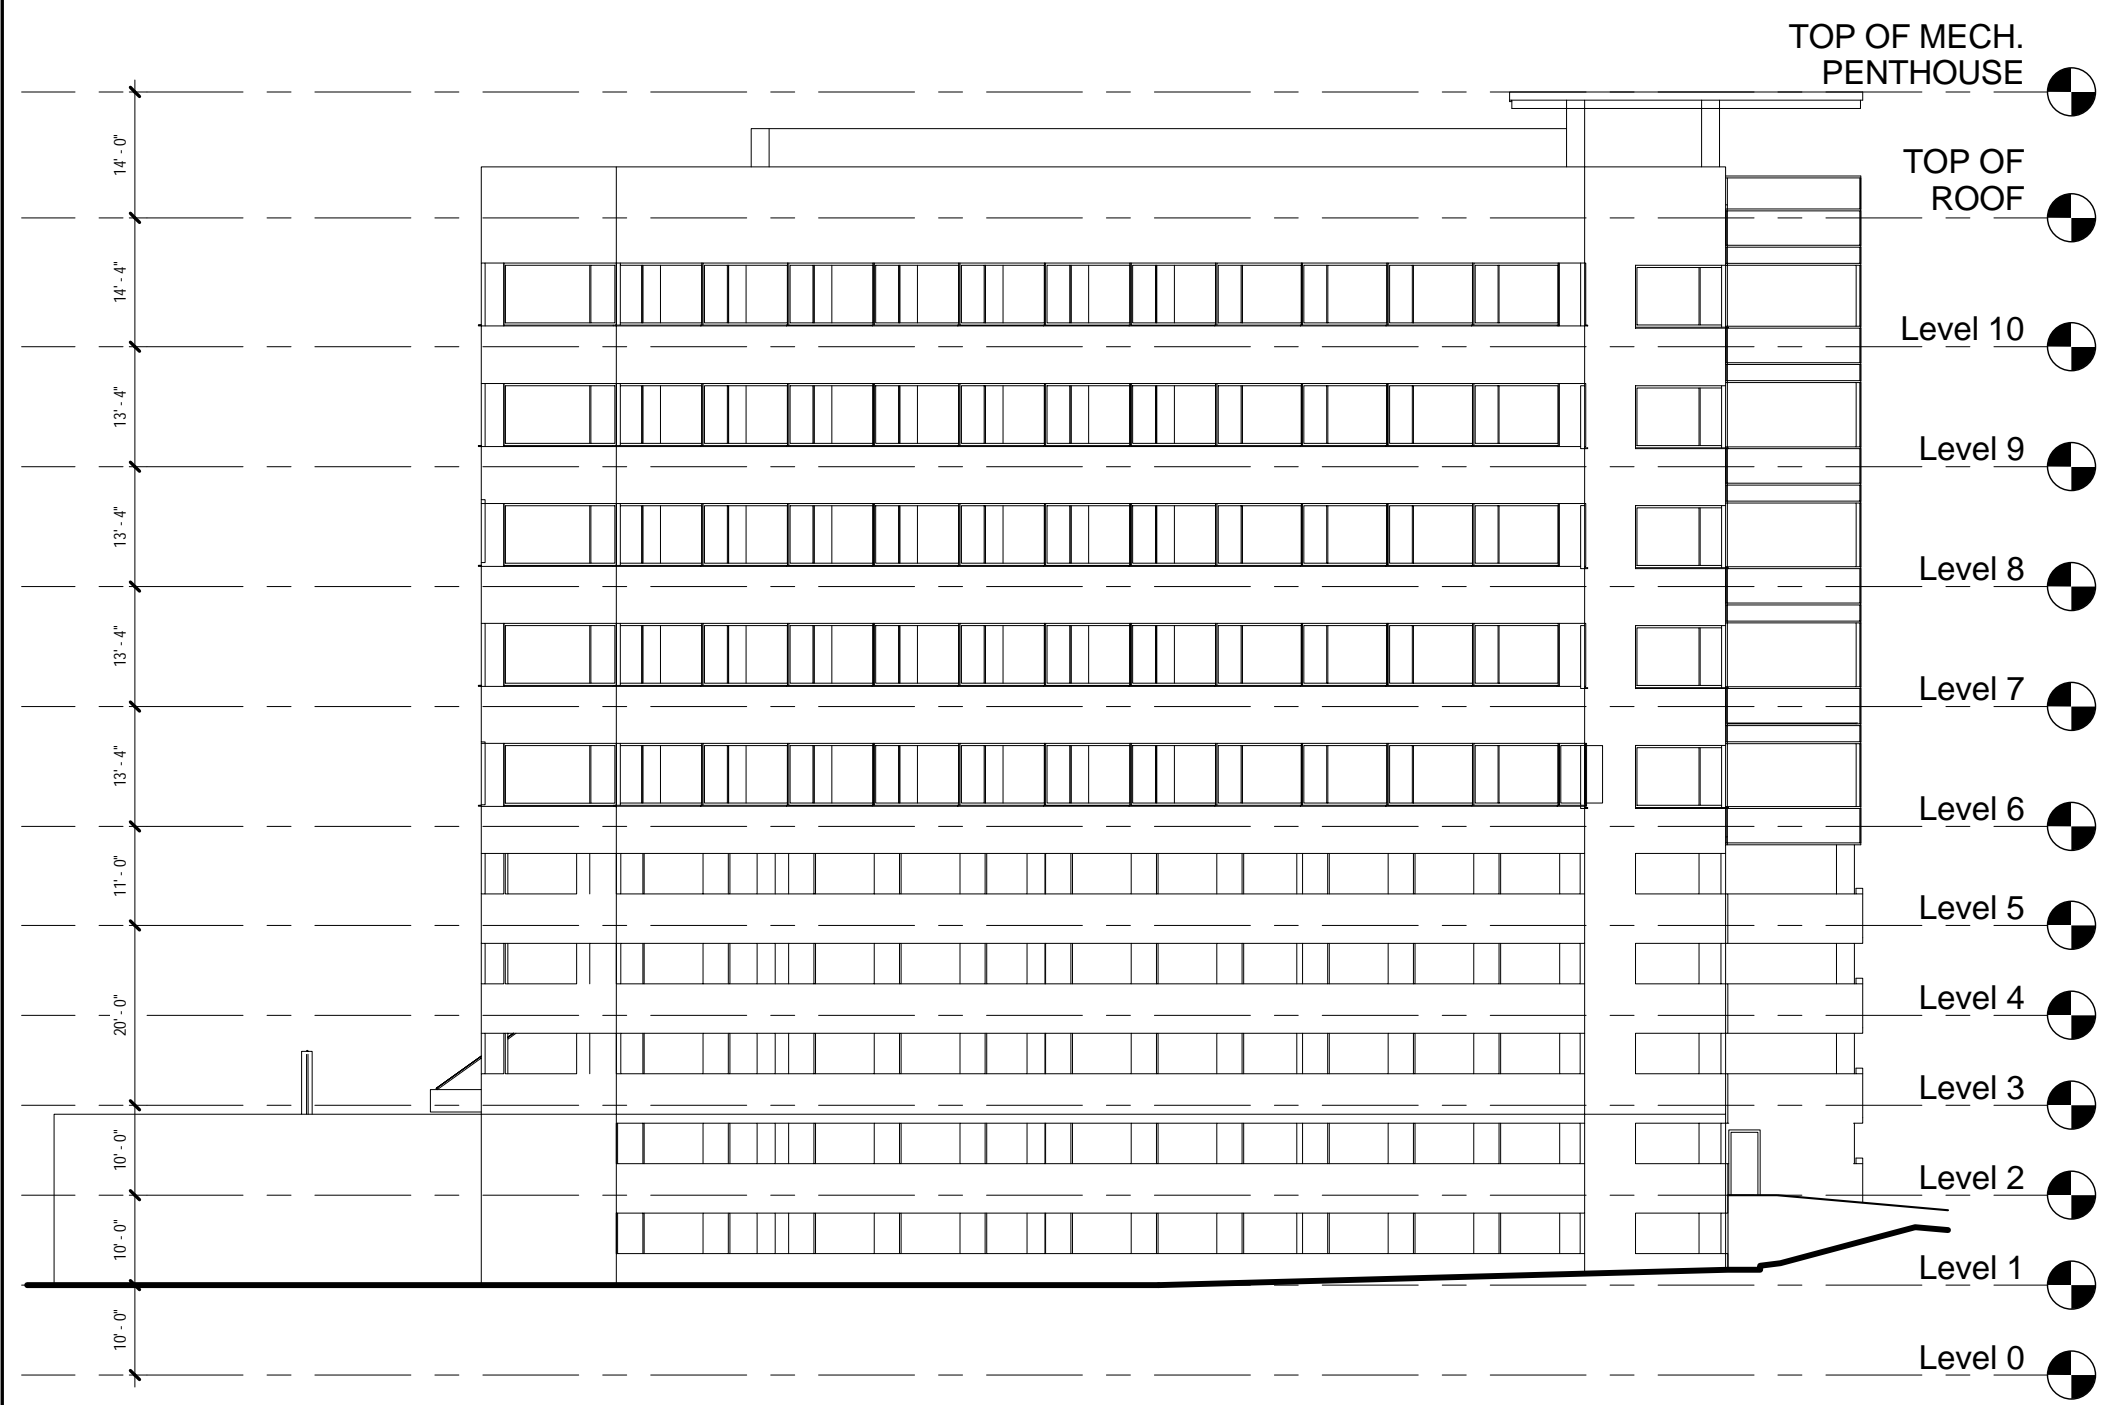 TOP OF MECH.
PENTHOUSE
14' - 0"
TOP OF
ROOF
14' - 4"
Level 10
13' - 4"
Level 9
13' - 4"
Level 8
13' - 4"
Level 7
13' - 4"
Level 6
11' - 0"
Level 5
20' - 0"
Level 4
Level 3
10' - 0"
Level 2
10' - 0"
Level 1
10' - 0"
Level 0